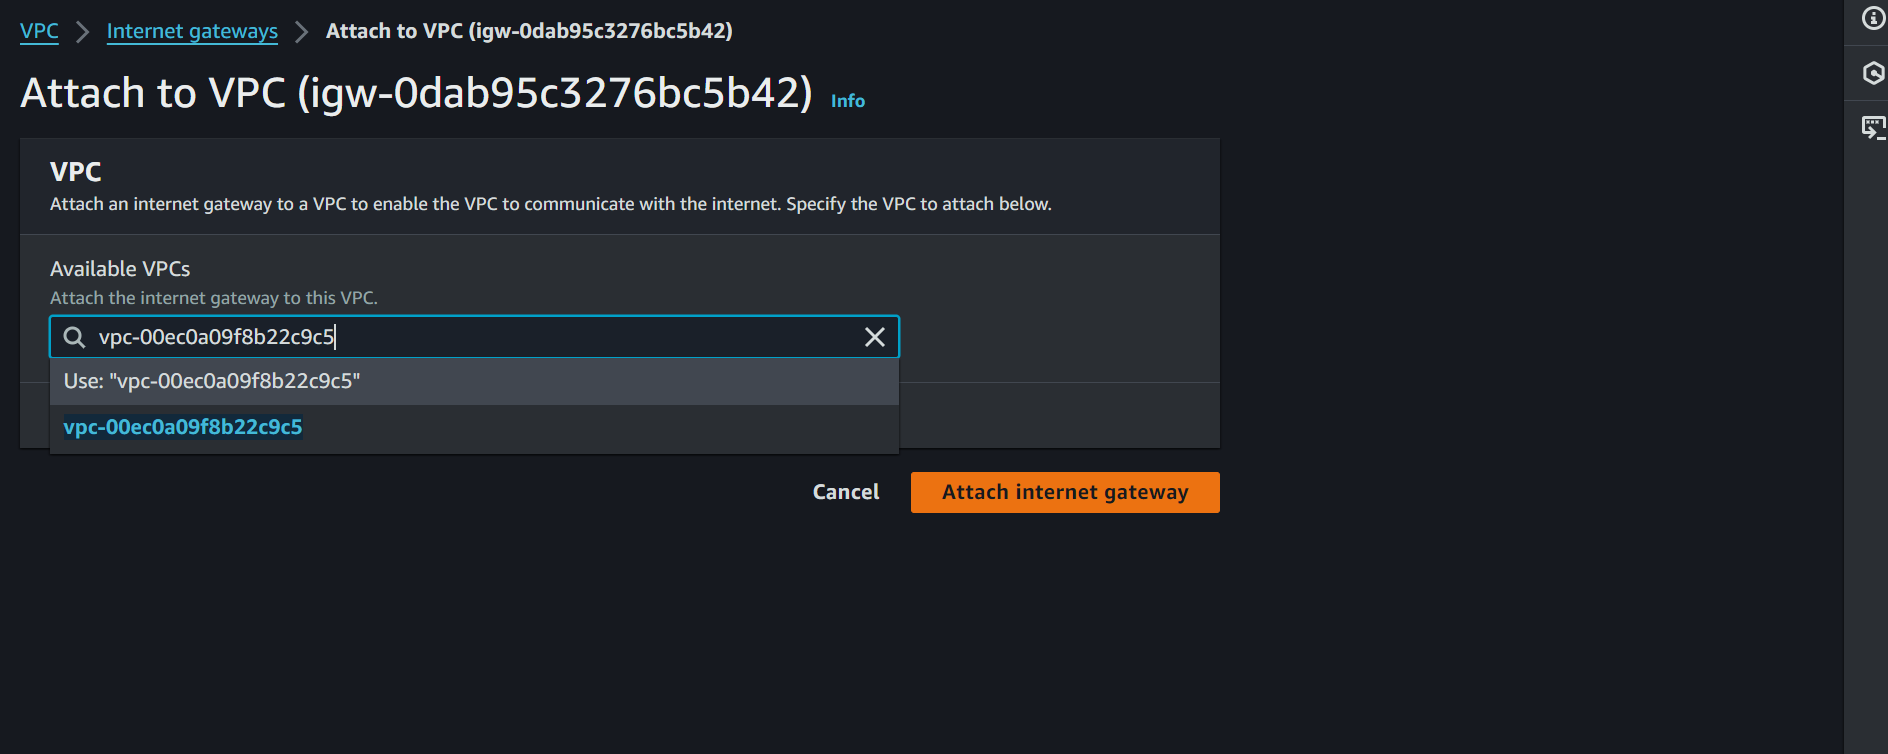 VPC > Internet gateways > Attach to VPC (igw-0dab95c3276bc5b42)
Attach to VPC (igw-0dab95c3276bc5b42) Info
VPC
Attach an internet gateway to a VPC to enable the VPC to communicate with the internet. Specify the VPC to attach below.
Available VPCs
Attach the internet gateway to this VPC.
vpc-00ec0a09f8b22c9c5
Use: "vpc-00ec0a09f8b22c9c5"
vpc-00ec0a09f8b22c9c5
Cancel Attach internet gateway